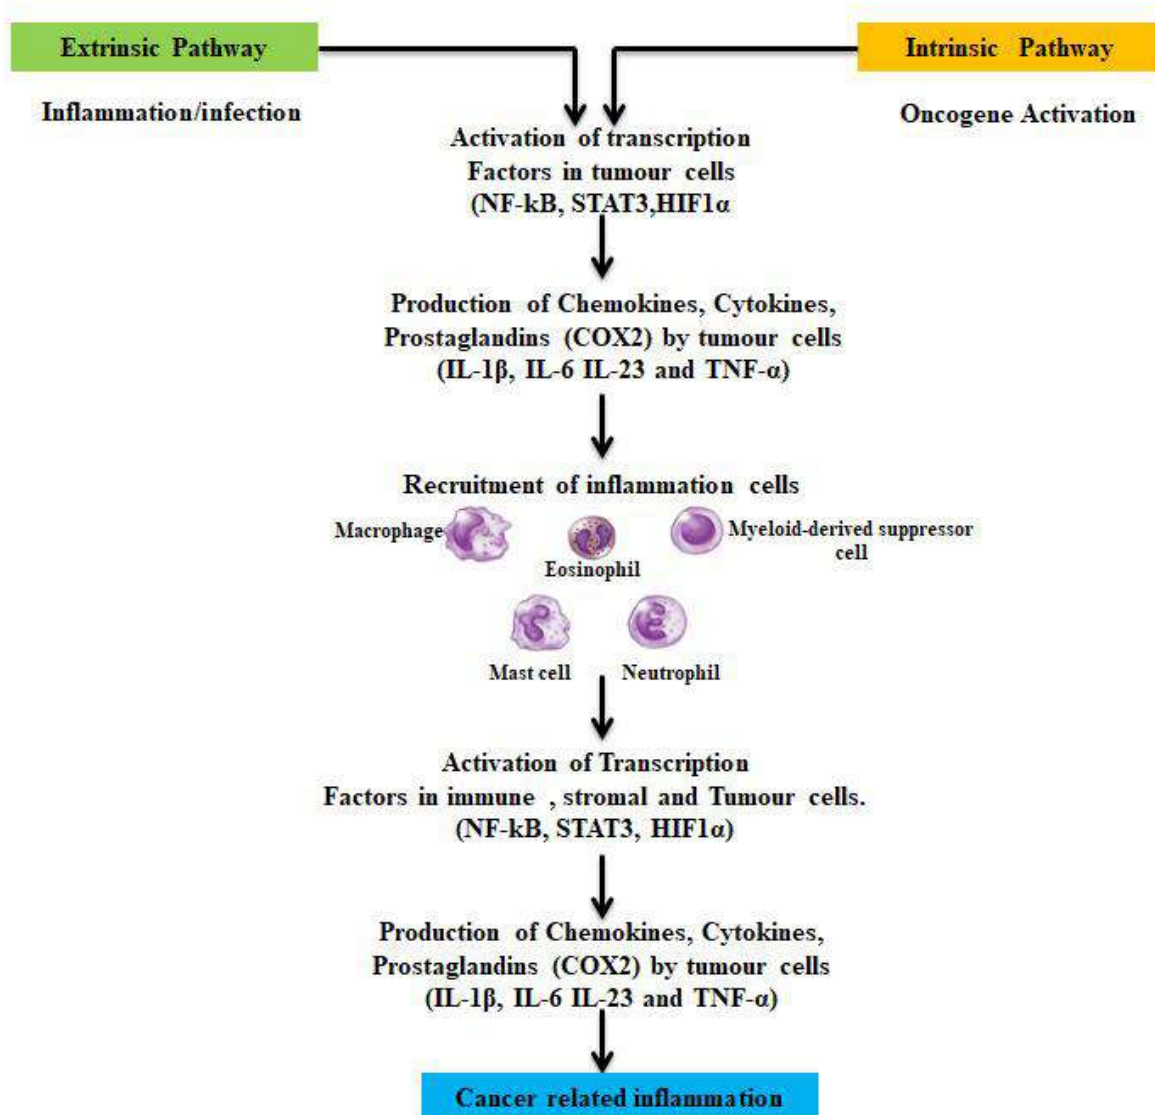 Extrinsic Pathway
Intrinsic Pathway
Inflammation/infection
Oncogene Activation
Activation of transcription
Factors in tumour cells
(NF-kB, STAT3,HIF1α
Production of Chemokines, Cytokines,
Prostaglandins (COX2) by tumour cells
(IL-1β, IL-6 IL-23 and TNF-α)
Recruitment of inflammation cells
Macrophage
Eosinophil
Myeloid-derived suppressor
cell
Mast cell
Neutrophil
Activation of Transcription
Factors in immune , stromal and Tumour cells.
(NF-kB, STAT3, HIF1α)
Production of Chemokines, Cytokines,
Prostaglandins (COX2) by tumour cells
(IL-1β, IL-6 IL-23 and TNF-α)
Cancer related inflammation